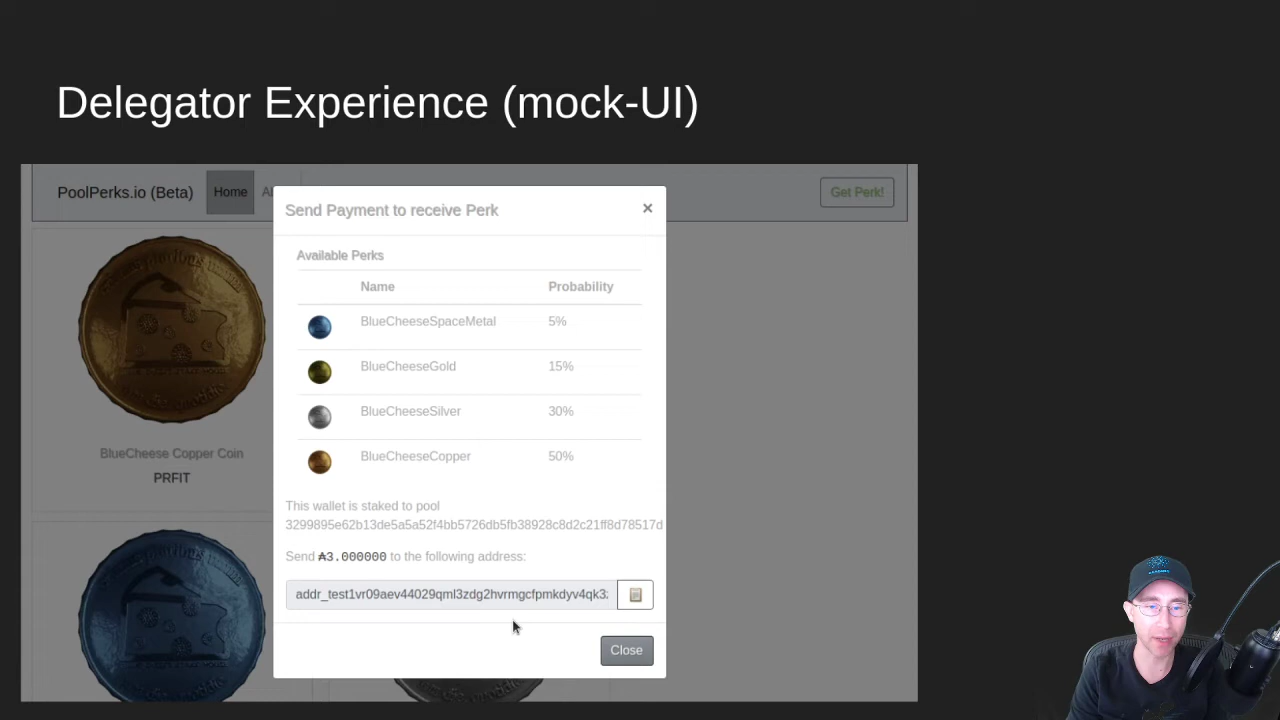 Delegator Experience (mock-UI)
PoolPerks.io (Beta)
Home
Get Perk!
Send Payment to receive Perk
×
Available Perks
Name Probability
BlueCheeseSpaceMetal 5%
BlueCheeseGold 15%
BlueCheeseSilver 30%
BlueCheeseCopper 50%
BlueCheese Copper Coin
PRFIT
This wallet is staked to pool
3299895e62b13de5a5a52f4bb5726db5fb38928c8d2c21ff8d78517d
Send ₳3.000000 to the following address:
addr_test1vr09aev44029qml3zdg2hvrmgcfpmkdyv4qk3
Close